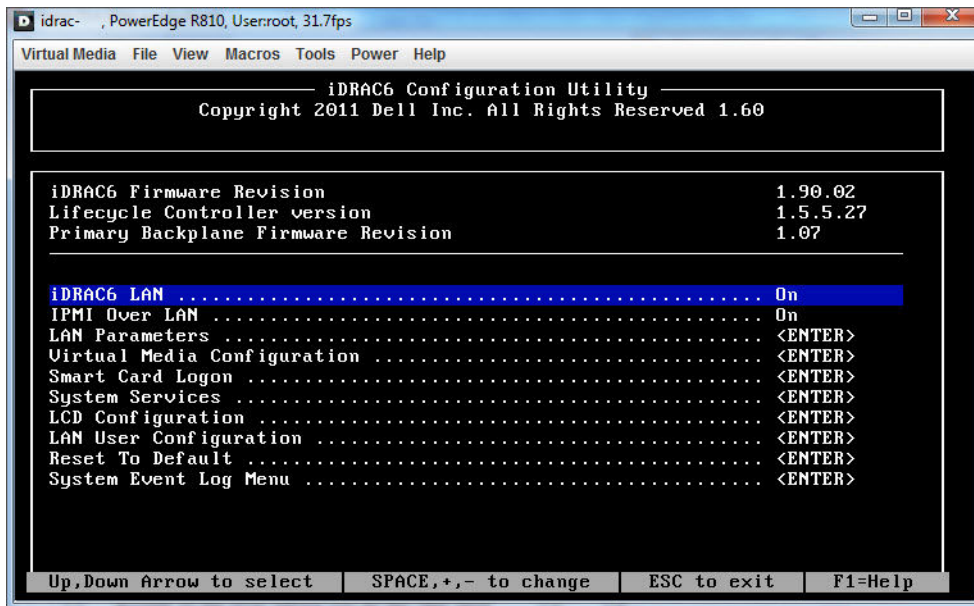 idrac- , PowerEdge R810, User:root, 31.7fps
Virtual Media File View Macros Tools Power Help
iDRAC6 Configuration Utility
Copyright 2011 Dell Inc. All Rights Reserved 1.60
iDRAC6 Firmware Revision 1.90.02
Lifecycle Controller version 1.5.5.27
Primary Backplane Firmware Revision 1.07
iDRAC6 LAN ................................................... On
IPMI Over LAN ................................................ On
LAN Parameters ............................................... <ENTER>
Virtual Media Configuration .................................. <ENTER>
Smart Card Logon ............................................. <ENTER>
System Services .............................................. <ENTER>
LCD Configuration ............................................ <ENTER>
LAN User Configuration ....................................... <ENTER>
Reset To Default ............................................. <ENTER>
System Event Log Menu ........................................ <ENTER>
Up,Down Arrow to select SPACE,+,- to change ESC to exit F1=Help